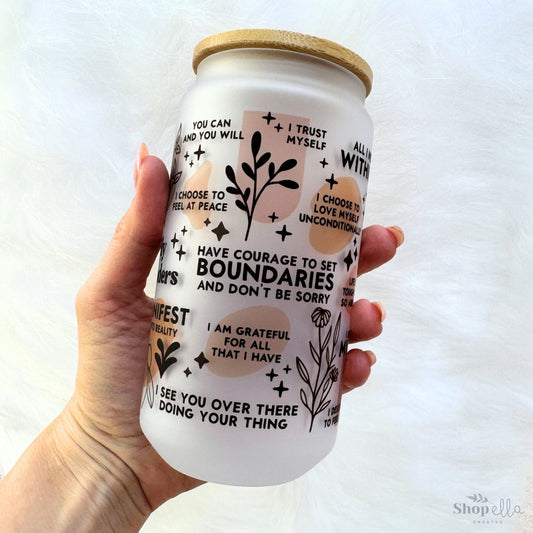 YOU CAN
AND YOU WILL
I TRUST
MYSELF
I CHOOSE TO
FEEL AT PEACE
I CHOOSE TO
LOVE MYSELF
UNCONDITIONALLY
HAVE COURAGE TO SET
BOUNDARIES
AND DON'T BE SORRY
I AM GRATEFUL
FOR ALL
THAT I HAVE
REALITY
I SEE YOU OVER THERE
DOING YOUR THING
Shop ella
CREATES